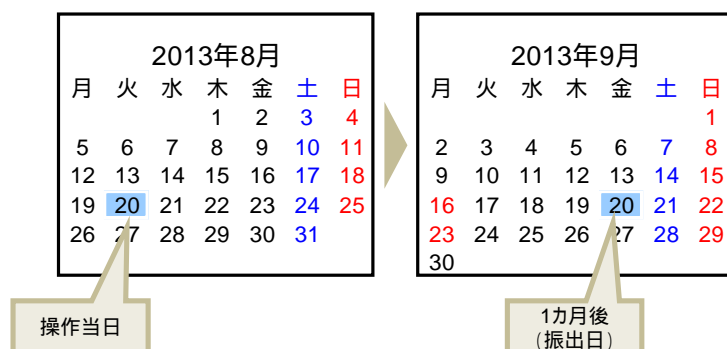 2013年8月
月 火 水 木 金 土 日
1 2 3 4
5 6 7 8 9 10 11
12 13 14 15 16 17 18
19 20 21 22 23 24 25
26 27 28 29 30 31
操作当日
2013年9月
月 火 水 木 金 土 日
1
2 3 4 5 6 7 8
9 10 11 12 13 14 15
16 17 18 19 20 21 22
23 24 25 26 27 28 29
30
1カ月後
(振出日)